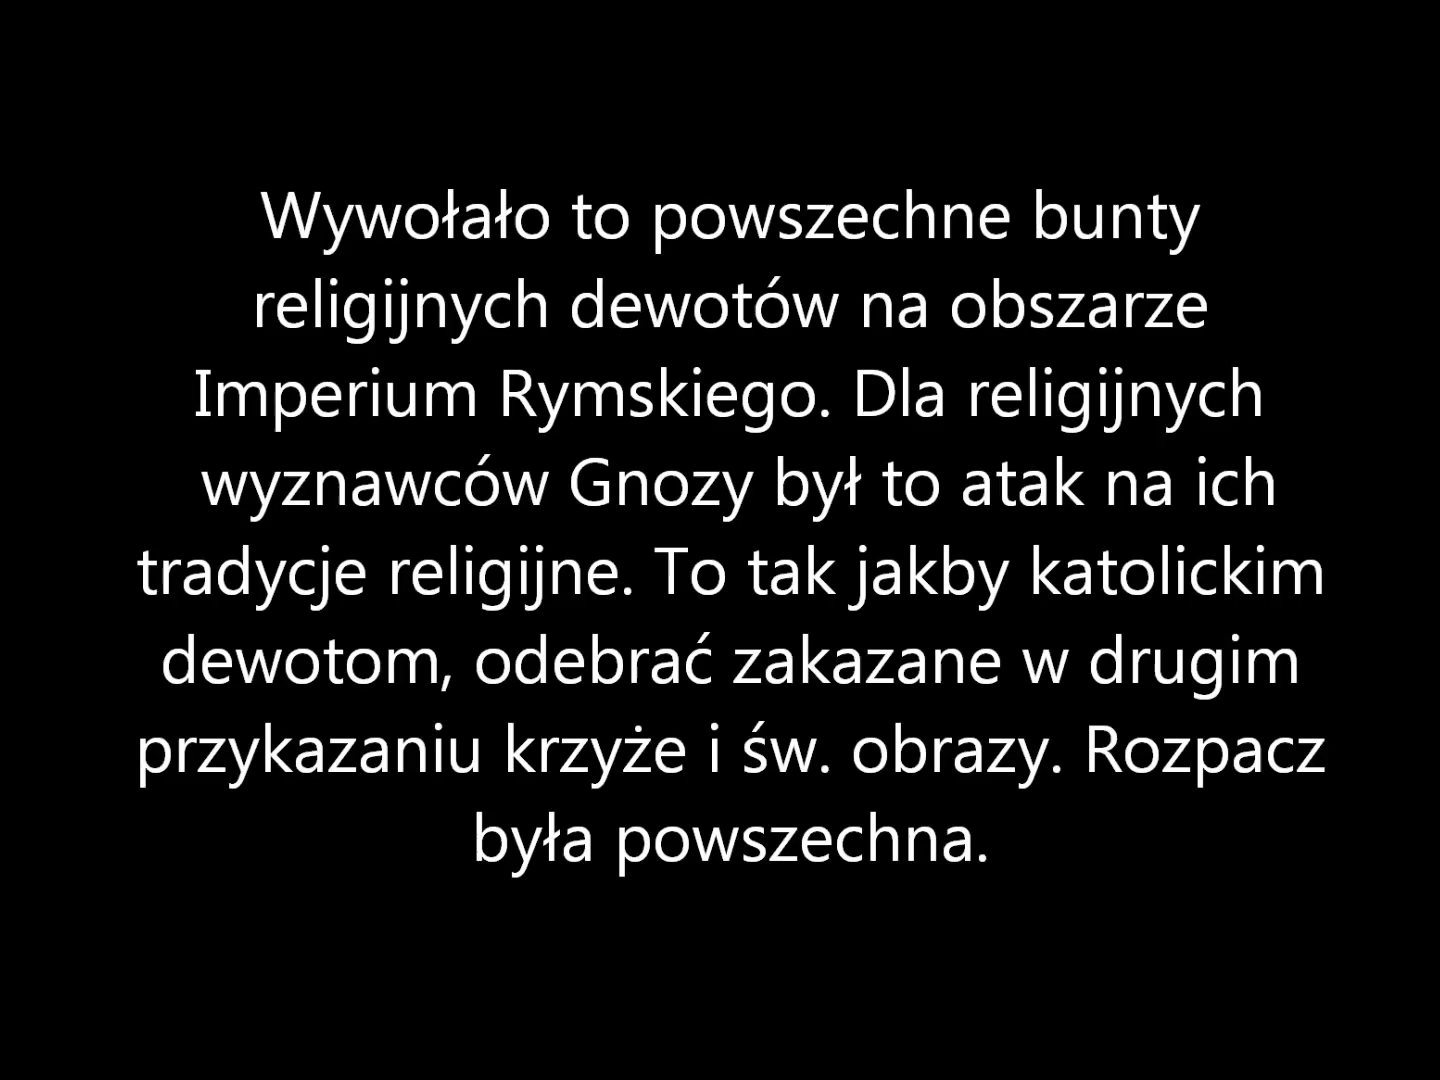 Wywołało to powszechne bunty
religijnych dewotów na obszarze
Imperium Rymskiego. Dla religijnych
wyznawców Gnozy był to atak na ich
tradycje religijne. To tak jakby katolickim
dewotom, odebrać zakazane w drugim
przykazaniu krzyże i św. obrazy. Rozpacz
była powszechna.